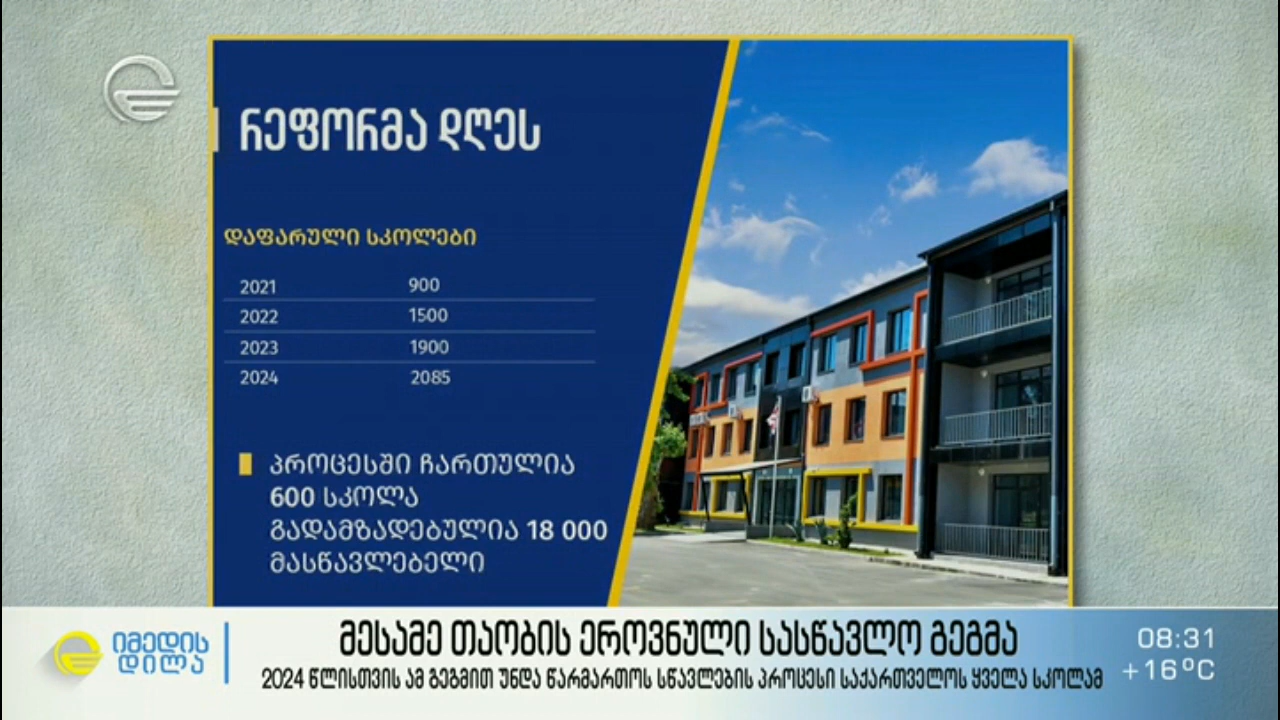 რეფორმა დღეს
დაფარული სკოლები
2021 900
2022 1500
2023 1900
2024 2085
პროცესში ჩართულია
600 სკოლა
გადამზადებულია 18 000
მასწავლებელი
იმედის
დილა
მესამე თაობის ეროვნული სასწავლო გეგმა
2024 წლისთვის ამ გეგმით უნდა წარმართოს სწავლების პროცესი საქართველოს ყველა სკოლამ
08:31
+16°C